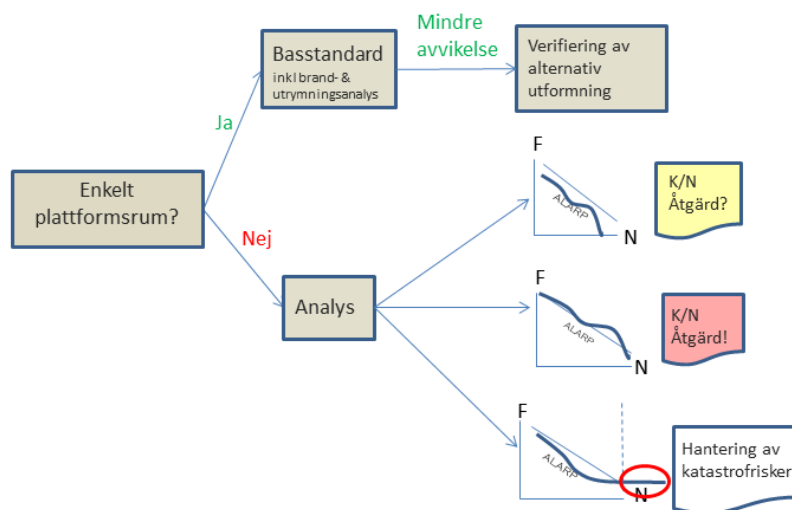 Mindre
avvikelse
Basstandard
inkl brand- &
utrymningsanalys
Verifiering av
alternativ
utformning
Ja
Enkelt
plattformsrum?
Nej
Analys
F
ALARP
N
K/N
Åtgärd?
F
ALARP
N
K/N
Åtgärd!
F
ALARP
N
Hantering av
katastrofrisker